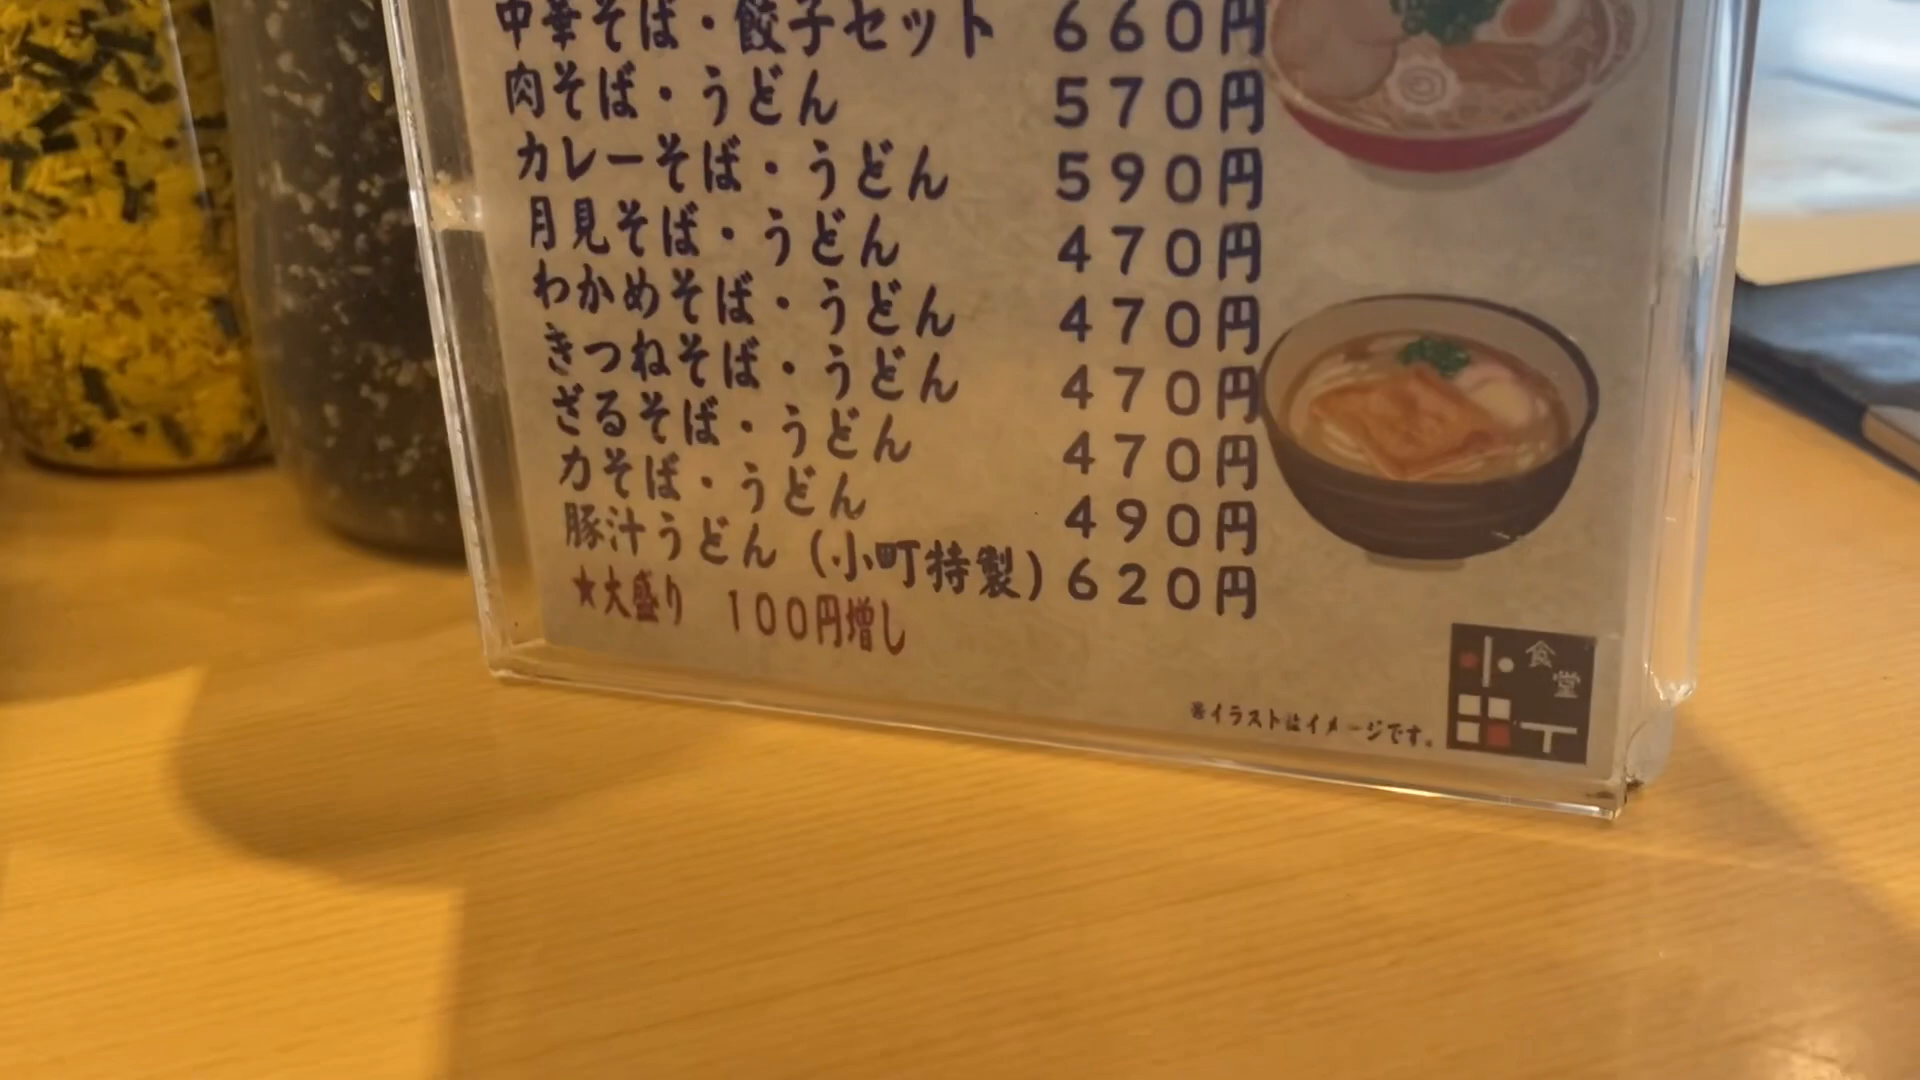 中華そば・餃子セット 660円
肉そば・うどん 570円
カレーそば・うどん 590円
月見そば・うどん 470円
わかめそば・うどん 470円
きつねそば・うどん 470円
ざるそば・うどん 470円
力そば・うどん 490円
豚汁うどん(小町特製) 620円
★大盛り 100円増し
※イラストはイメージです。
食堂
小町